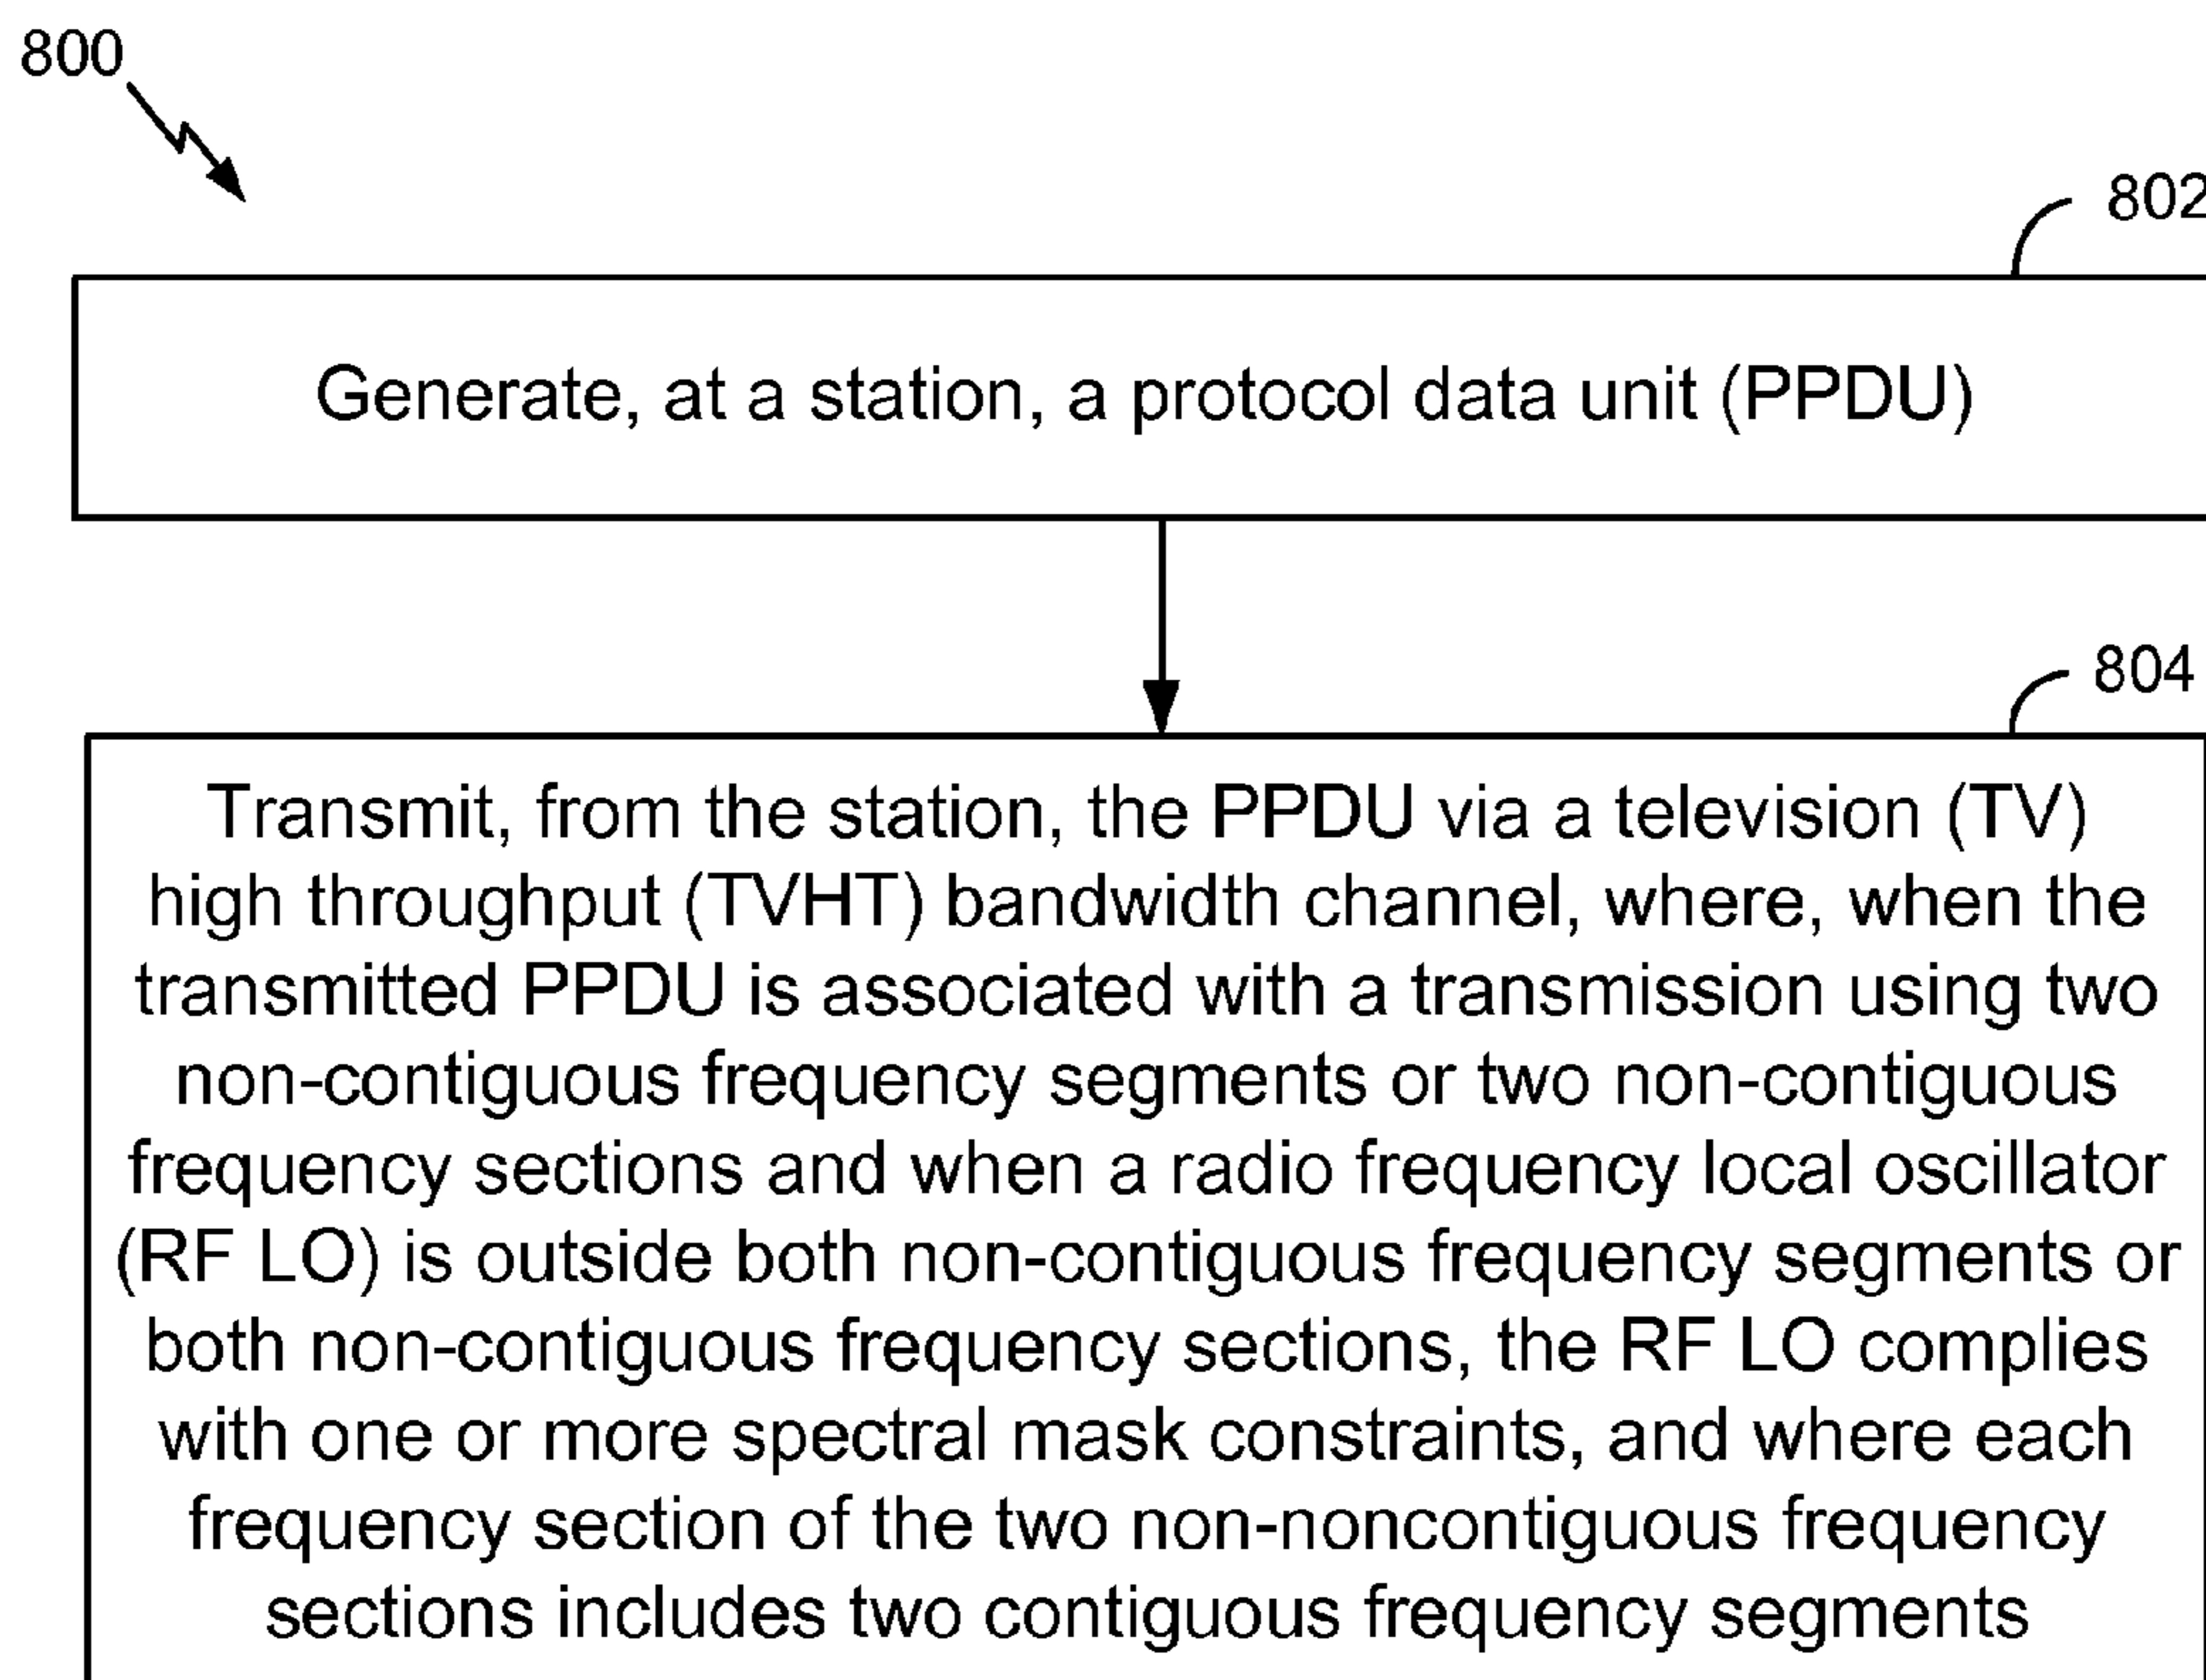 800
802
Generate, at a station, a protocol data unit (PPDU)
804
Transmit, from the station, the PPDU via a television (TV)
high throughput (TVHT) bandwidth channel, where, when the
transmitted PPDU is associated with a transmission using two
non-contiguous frequency segments or two non-contiguous
frequency sections and when a radio frequency local oscillator
(RF LO) is outside both non-contiguous frequency segments or
both non-contiguous frequency sections, the RF LO complies
with one or more spectral mask constraints, and where each
frequency section of the two non-noncontiguous frequency
sections includes two contiguous frequency segments